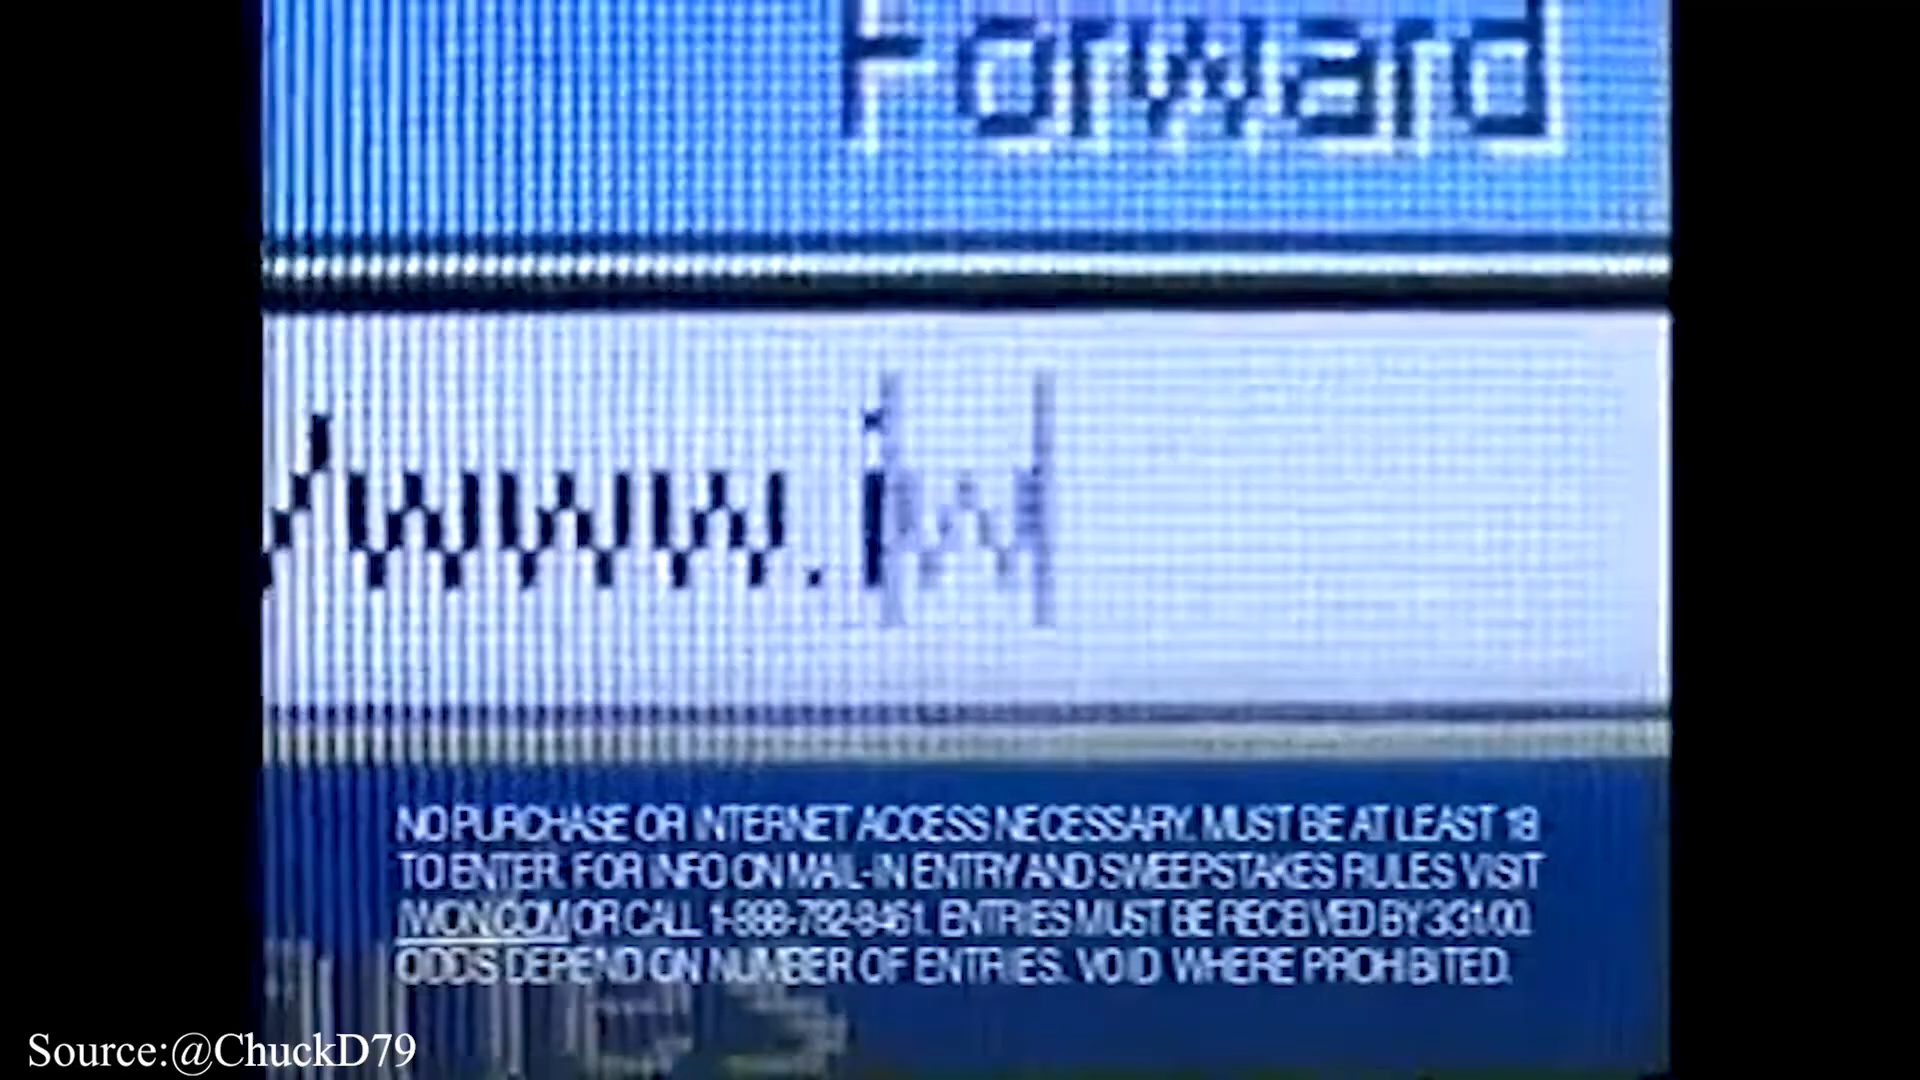 Forward
/www.iw
NO PURCHASE OR INTERNET ACCESS NECESSARY. MUST BE AT LEAST 18
TO ENTER. FOR INFO ON MAIL-IN ENTRY AND SWEEPSTAKES RULES VISIT
IWON.COM OR CALL 1-888-782-8461. ENTRIES MUST BE RECEIVED BY 3/31/00.
ODDS DEPEND ON NUMBER OF ENTRIES. VOID WHERE PROHIBITED.
Source:@ChuckD79